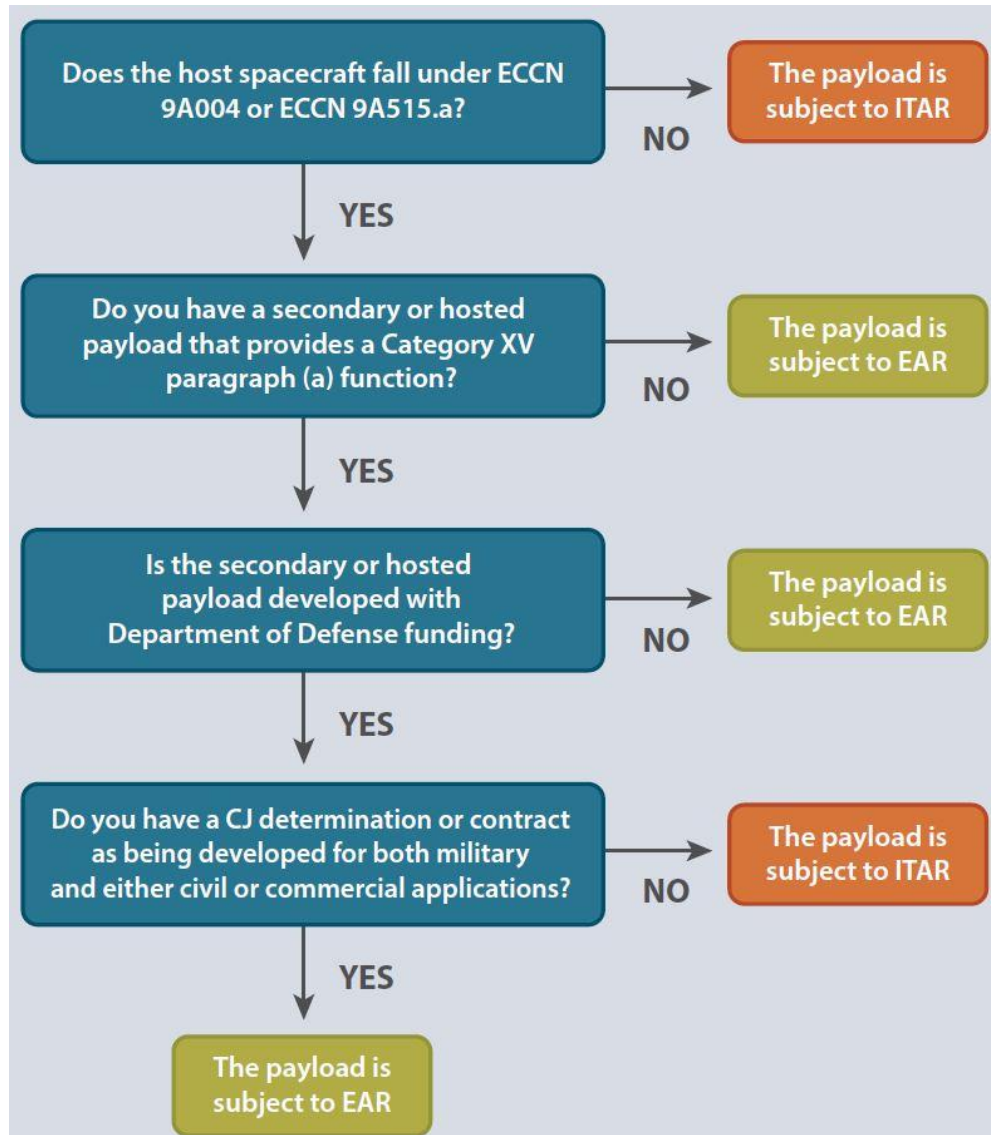 Does the host spacecraft fall under ECCN
9A004 or ECCN 9A515.a?
NO
The payload is
subject to ITAR
YES
Do you have a secondary or hosted
payload that provides a Category XV
paragraph (a) function?
NO
The payload is
subject to EAR
YES
Is the secondary or hosted
payload developed with
Department of Defense funding?
NO
The payload is
subject to EAR
YES
Do you have a CJ determination or contract
as being developed for both military
and either civil or commercial applications?
NO
The payload is
subject to ITAR
YES
The payload is
subject to EAR